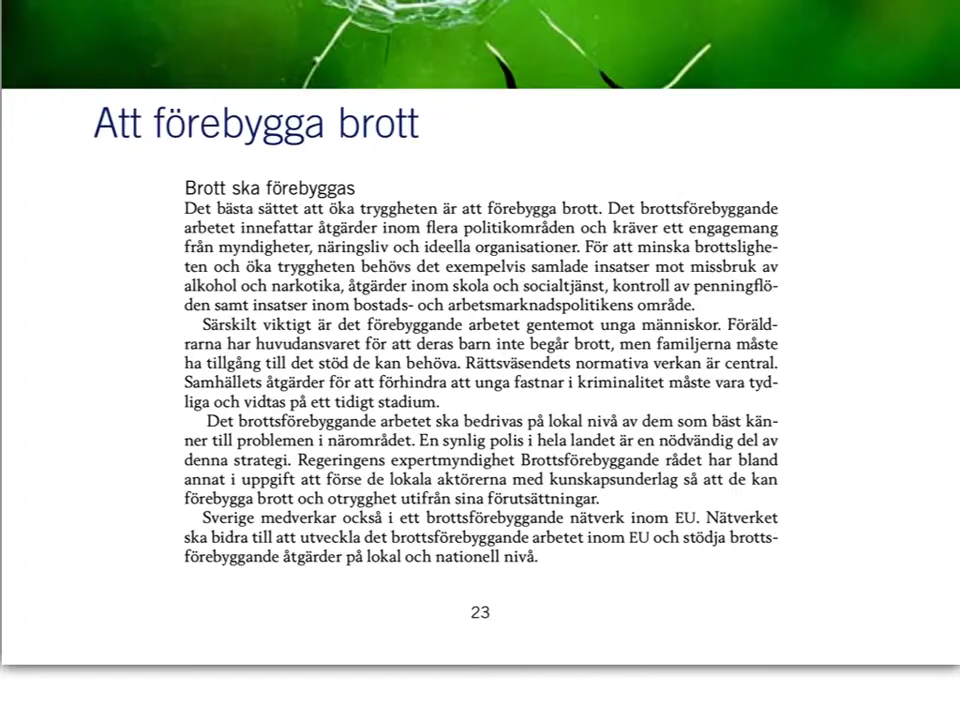 Att förebygga brott
Brott ska förebyggas
Det bästa sättet att öka tryggheten är att förebygga brott. Det brottsförebyggande
arbetet innefattar åtgärder inom flera politikområden och kräver ett engagemang
från myndigheter, näringsliv och ideella organisationer. För att minska brottslighe-
ten och öka tryggheten behövs det exempelvis samlade insatser mot missbruk av
alkohol och narkotika, åtgärder inom skola och socialtjänst, kontroll av penningflö-
den samt insatser inom bostads- och arbetsmarknadspolitikens område.
Särskilt viktigt är det förebyggande arbetet gentemot unga människor. Föräld-
rarna har huvudansvaret för att deras barn inte begår brott, men familjerna måste
ha tillgång till det stöd de kan behöva. Rättsväsendets normativa verkan är central.
Samhällets åtgärder för att förhindra att unga fastnar i kriminalitet måste vara tyd-
liga och vidtas på ett tidigt stadium.
Det brottsförebyggande arbetet ska bedrivas på lokal nivå av dem som bäst kän-
ner till problemen i närområdet. En synlig polis i hela landet är en nödvändig del av
denna strategi. Regeringens expertmyndighet Brottsförebyggande rådet har bland
annat i uppgift att förse de lokala aktörerna med kunskapsunderlag så att de kan
förebygga brott och otrygghet utifrån sina förutsättningar.
Sverige medverkar också i ett brottsförebyggande nätverk inom EU. Nätverket
ska bidra till att utveckla det brottsförebyggande arbetet inom EU och stödja brotts-
förebyggande åtgärder på lokal och nationell nivå.
23